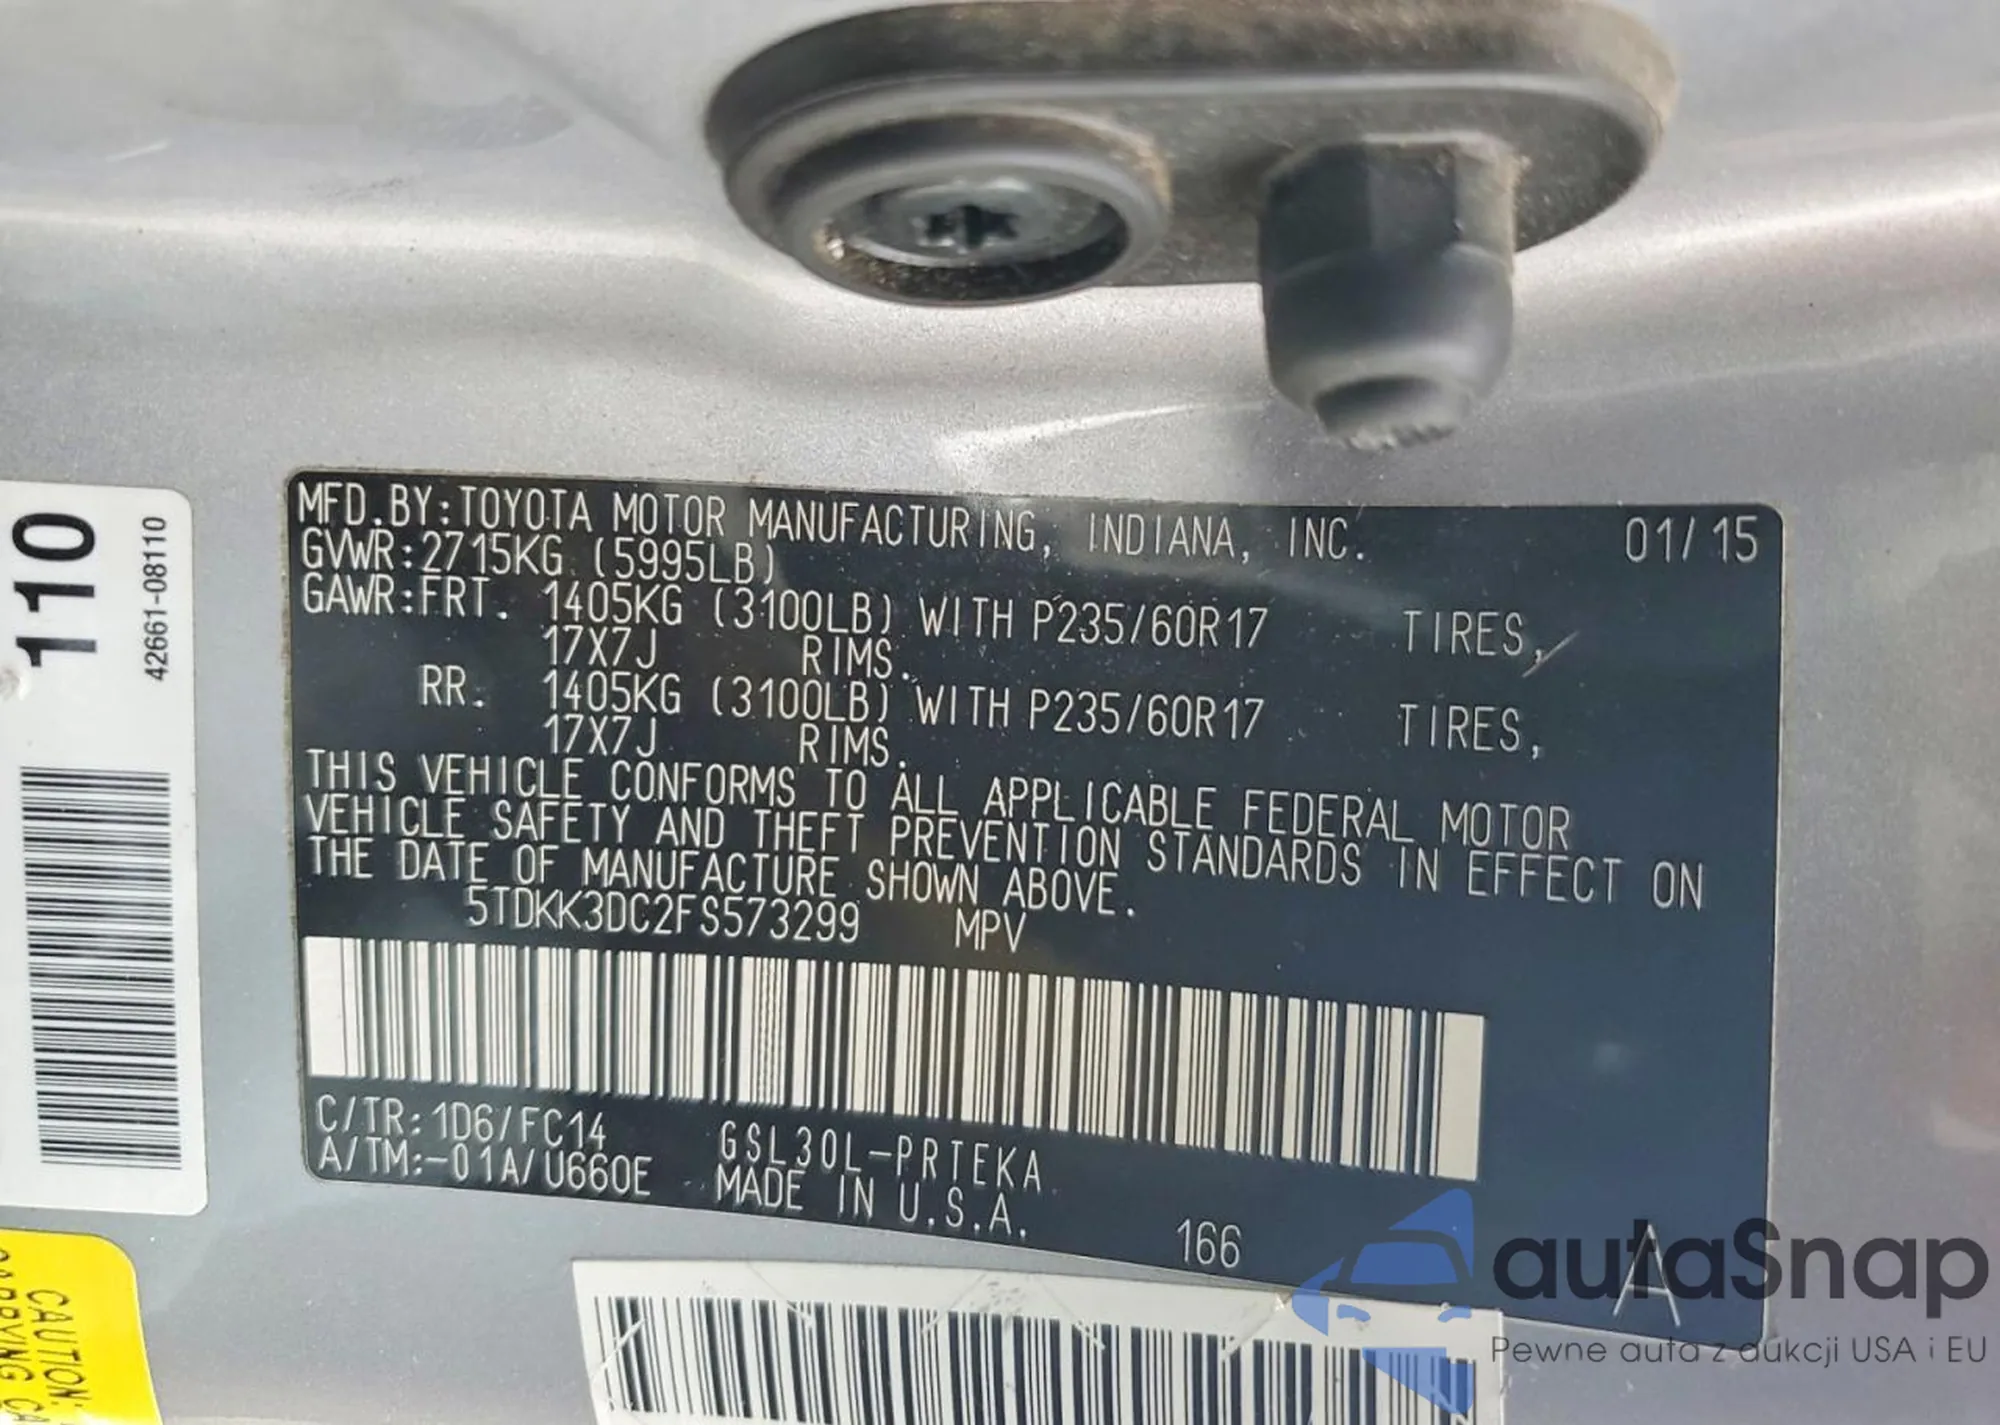 110
42661-08110
MFD.BY:TOYOTA MOTOR MANUFACTURING, INDIANA, INC. 01/15
GVWR:2715KG (5995LB)
GAWR:FRT. 1405KG (3100LB) WITH P235/60R17 TIRES,
17X7J RIMS.
RR. 1405KG (3100LB) WITH P235/60R17 TIRES,
17X7J RIMS.
THIS VEHICLE CONFORMS TO ALL APPLICABLE FEDERAL MOTOR
VEHICLE SAFETY AND THEFT PREVENTION STANDARDS IN EFFECT ON
THE DATE OF MANUFACTURE SHOWN ABOVE.
5TDKK3DC2FS573299 MPV
C/TR:1D6/FC14 GSL30L-PRTEKA
A/TM:-01A/U660E MADE IN U.S.A.
166 A
CAUTION:
autaSnap
Pewne auta z aukcji USA i EU